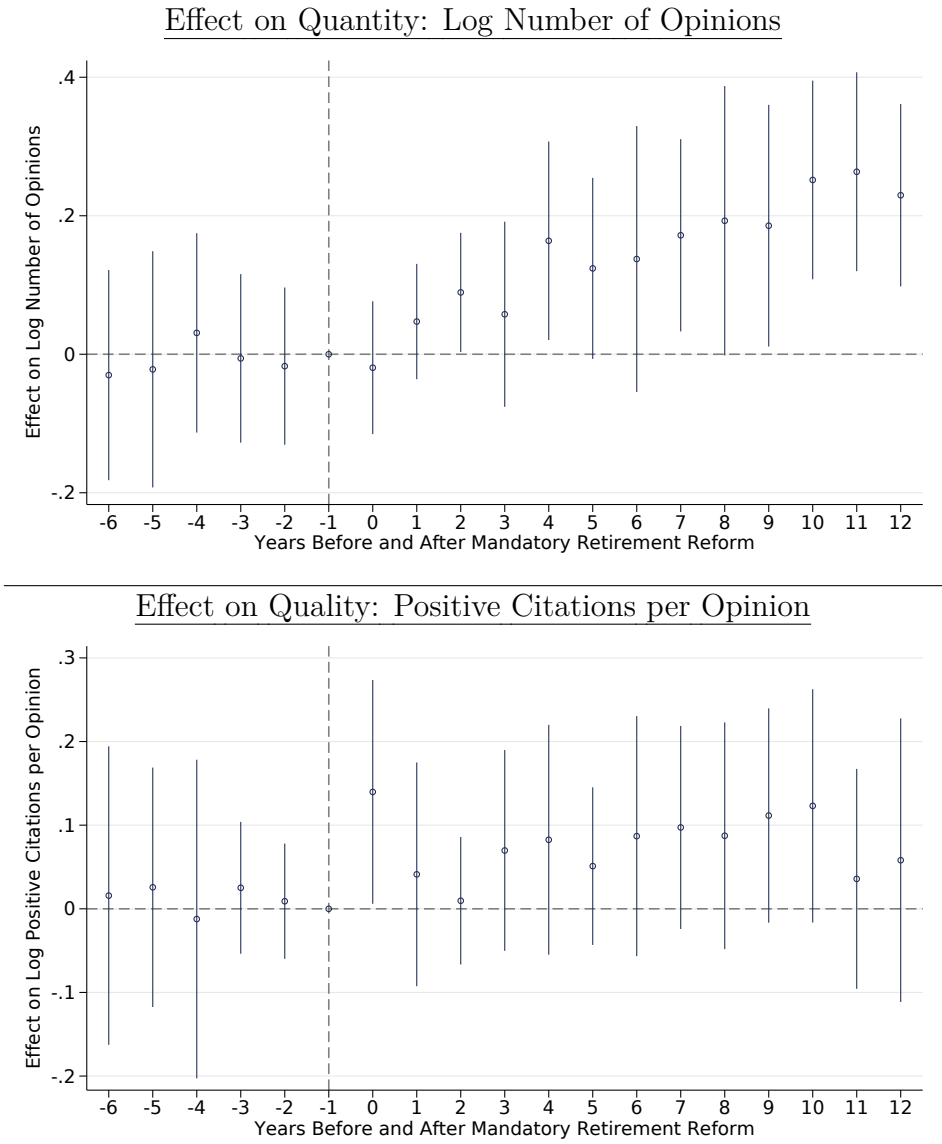 Effect on Quantity: Log Number of Opinions
Effect on Log Number of Opinions
.4
.2
0
-.2
-6 -5 -4 -3 -2 -1 0 1 2 3 4 5 6 7 8 9 10 11 12
Years Before and After Mandatory Retirement Reform
Effect on Quality: Positive Citations per Opinion
Effect on Log Positive Citations per Opinion
.3
.2
.1
0
-.1
-.2
-6 -5 -4 -3 -2 -1 0 1 2 3 4 5 6 7 8 9 10 11 12
Years Before and After Mandatory Retirement Reform